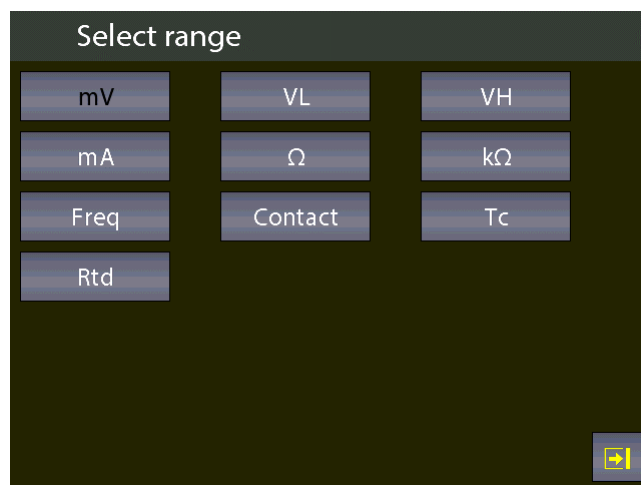 Select range
mV VL VH
mA Ω kΩ
Freq Contact Tc
Rtd